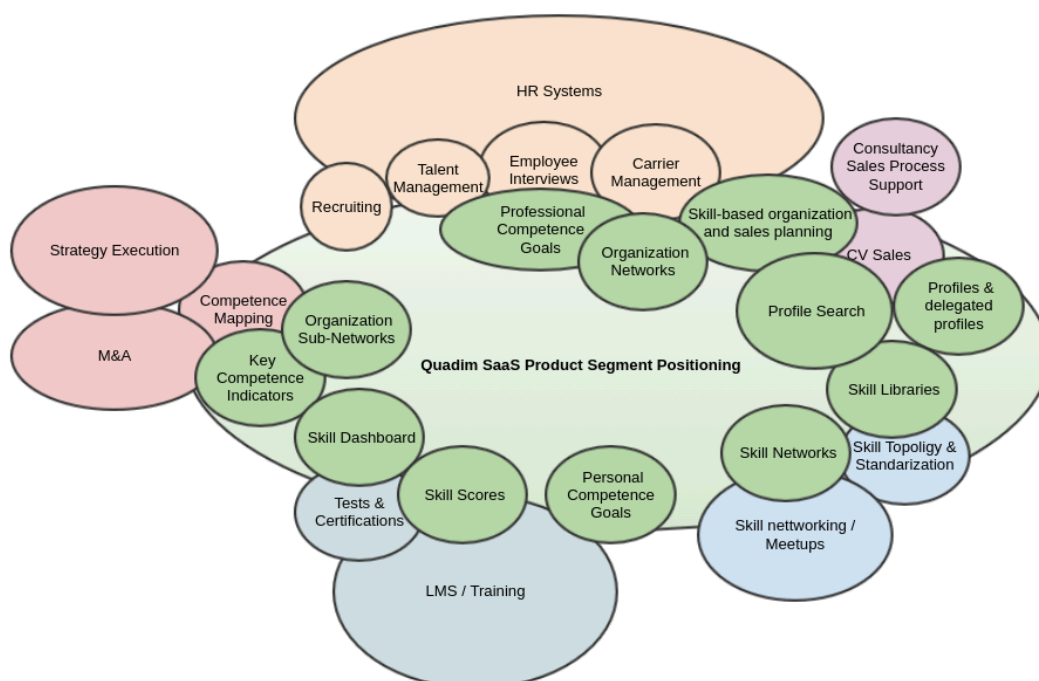 HR Systems
Consultancy
Sales Process
Support
Talent
Management
Employee
Interviews
Carrier
Management
Recruiting
Professional
Competence
Goals
Skill-based organization
and sales planning
Strategy Execution
Organization
Networks
CV Sales
Competence
Mapping
Organization
Sub-Networks
Profile Search
Profiles &
delegated
profiles
M&A
Key
Competence
Indicators
Quadim SaaS Product Segment Positioning
Skill Libraries
Skill Dashboard
Skill Networks
Skill Topoligy &
Standarization
Tests &
Certifications
Skill Scores
Personal
Competence
Goals
Skill nettworking /
Meetups
LMS / Training